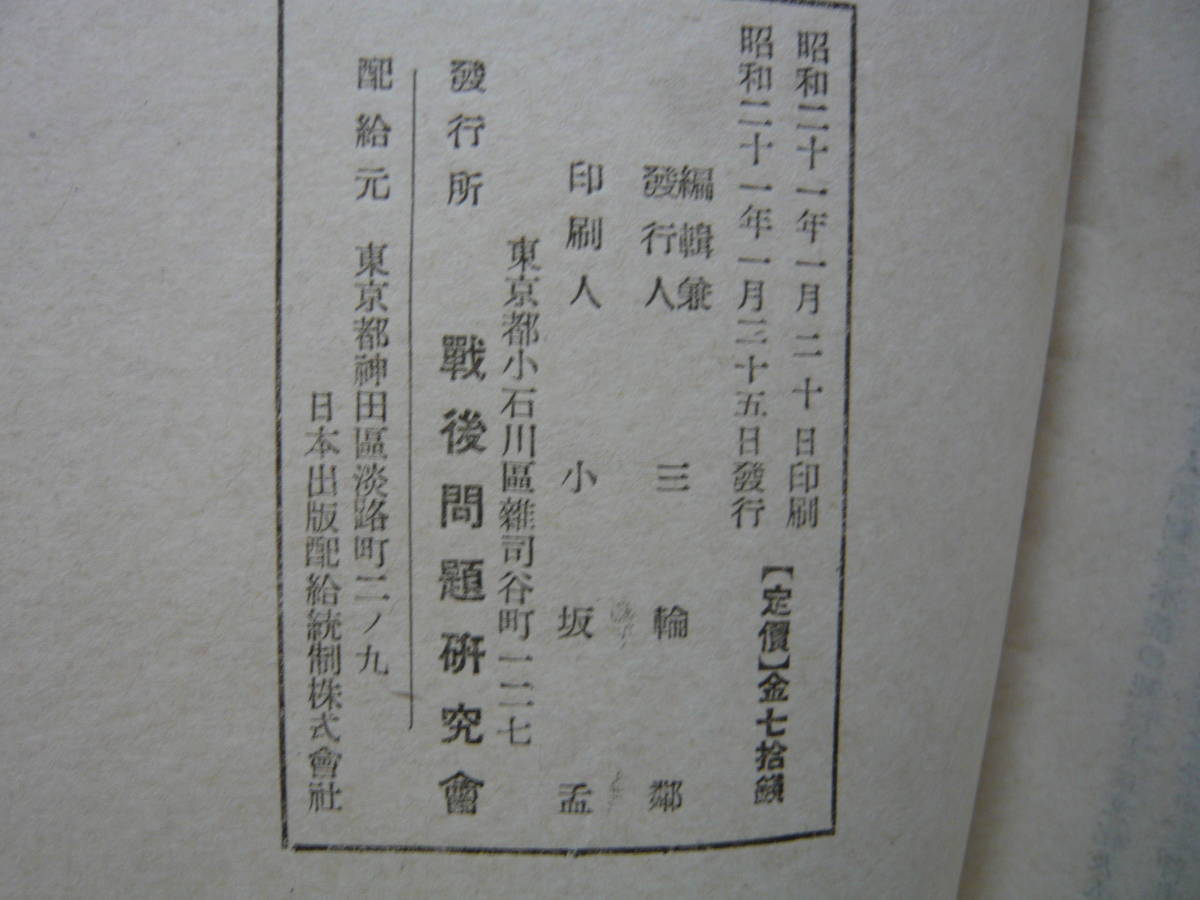 昭和二十一年一月二十日印刷
昭和二十一年一月二十五日發行
【定價】金七拾錢
編輯兼
發行人 三輪鄰
印刷人 小坂孟
東京都小石川區雜司谷町一二七
發行所 戰後問題硏究會
配給元 東京都神田區淡路町二ノ九
日本出版配給統制株式會社